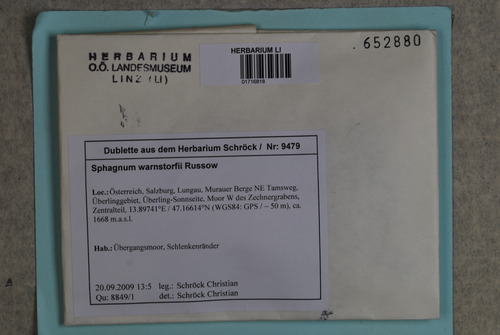 HERBARIUM
O.Ö. LANDESMUSEUM
LINZ (LI)
HERBARIUM LI
01716918
. 652880
Dublette aus dem Herbarium Schröck / Nr: 9479
Sphagnum warnstorfii Russow
Loc.: Österreich, Salzburg, Lungau, Murauer Berge NE Tamsweg,
Überlinggebiet, Überling-Sonnseite, Moor W des Zechnergrabens,
Zentralteil, 13.89741°E / 47.16614°N (WGS84: GPS / ~ 50 m), ca.
1668 m.a.s.l.
Hab.: Übergangsmoor, Schlenkenränder
20.09.2009 13:5 leg.: Schröck Christian
Qu: 8849/1 det.: Schröck Christian